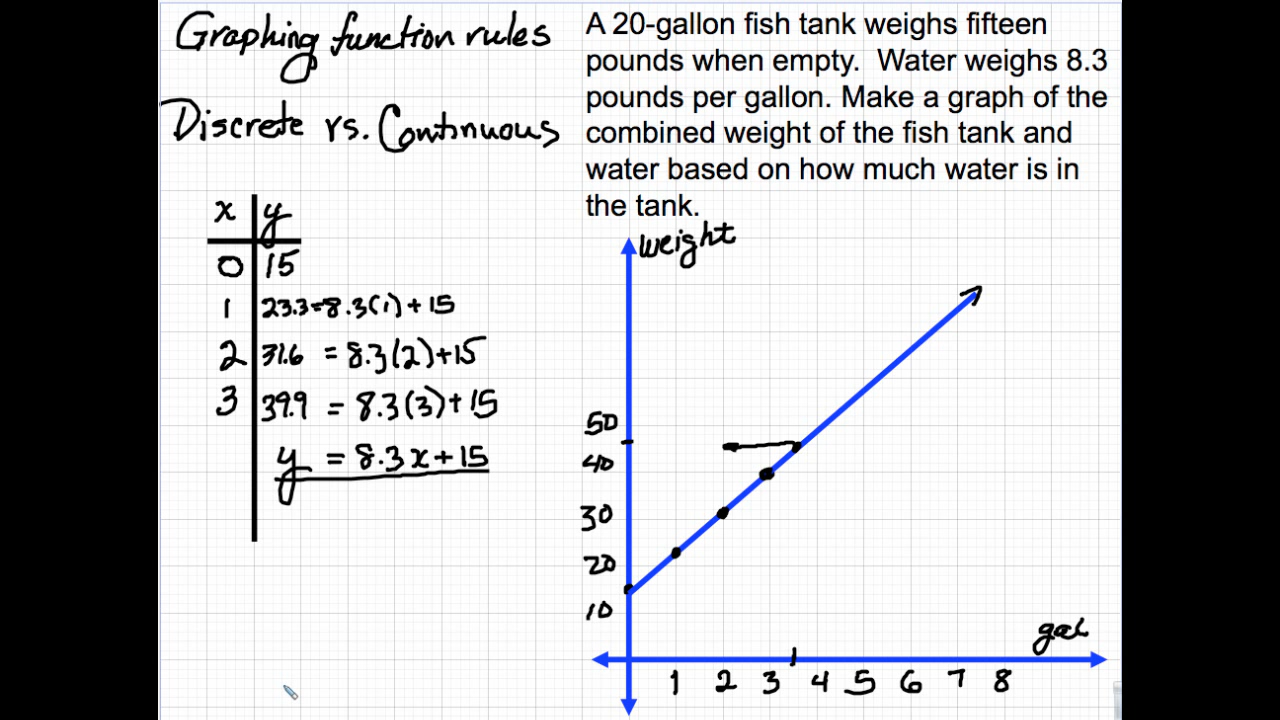 Graphing function rules
Discrete vs. Continuous
A 20-gallon fish tank weighs fifteen
pounds when empty. Water weighs 8.3
pounds per gallon. Make a graph of the
combined weight of the fish tank and
water based on how much water is in
the tank.
x y
0 15
1 23.3=8.3(1)+15
2 31.6 = 8.3(2)+15
3 39.9 = 8.3(3)+15
y = 8.3x+15
weight
50
40
30
20
10
gal
1 2 3 4 5 6 7 8